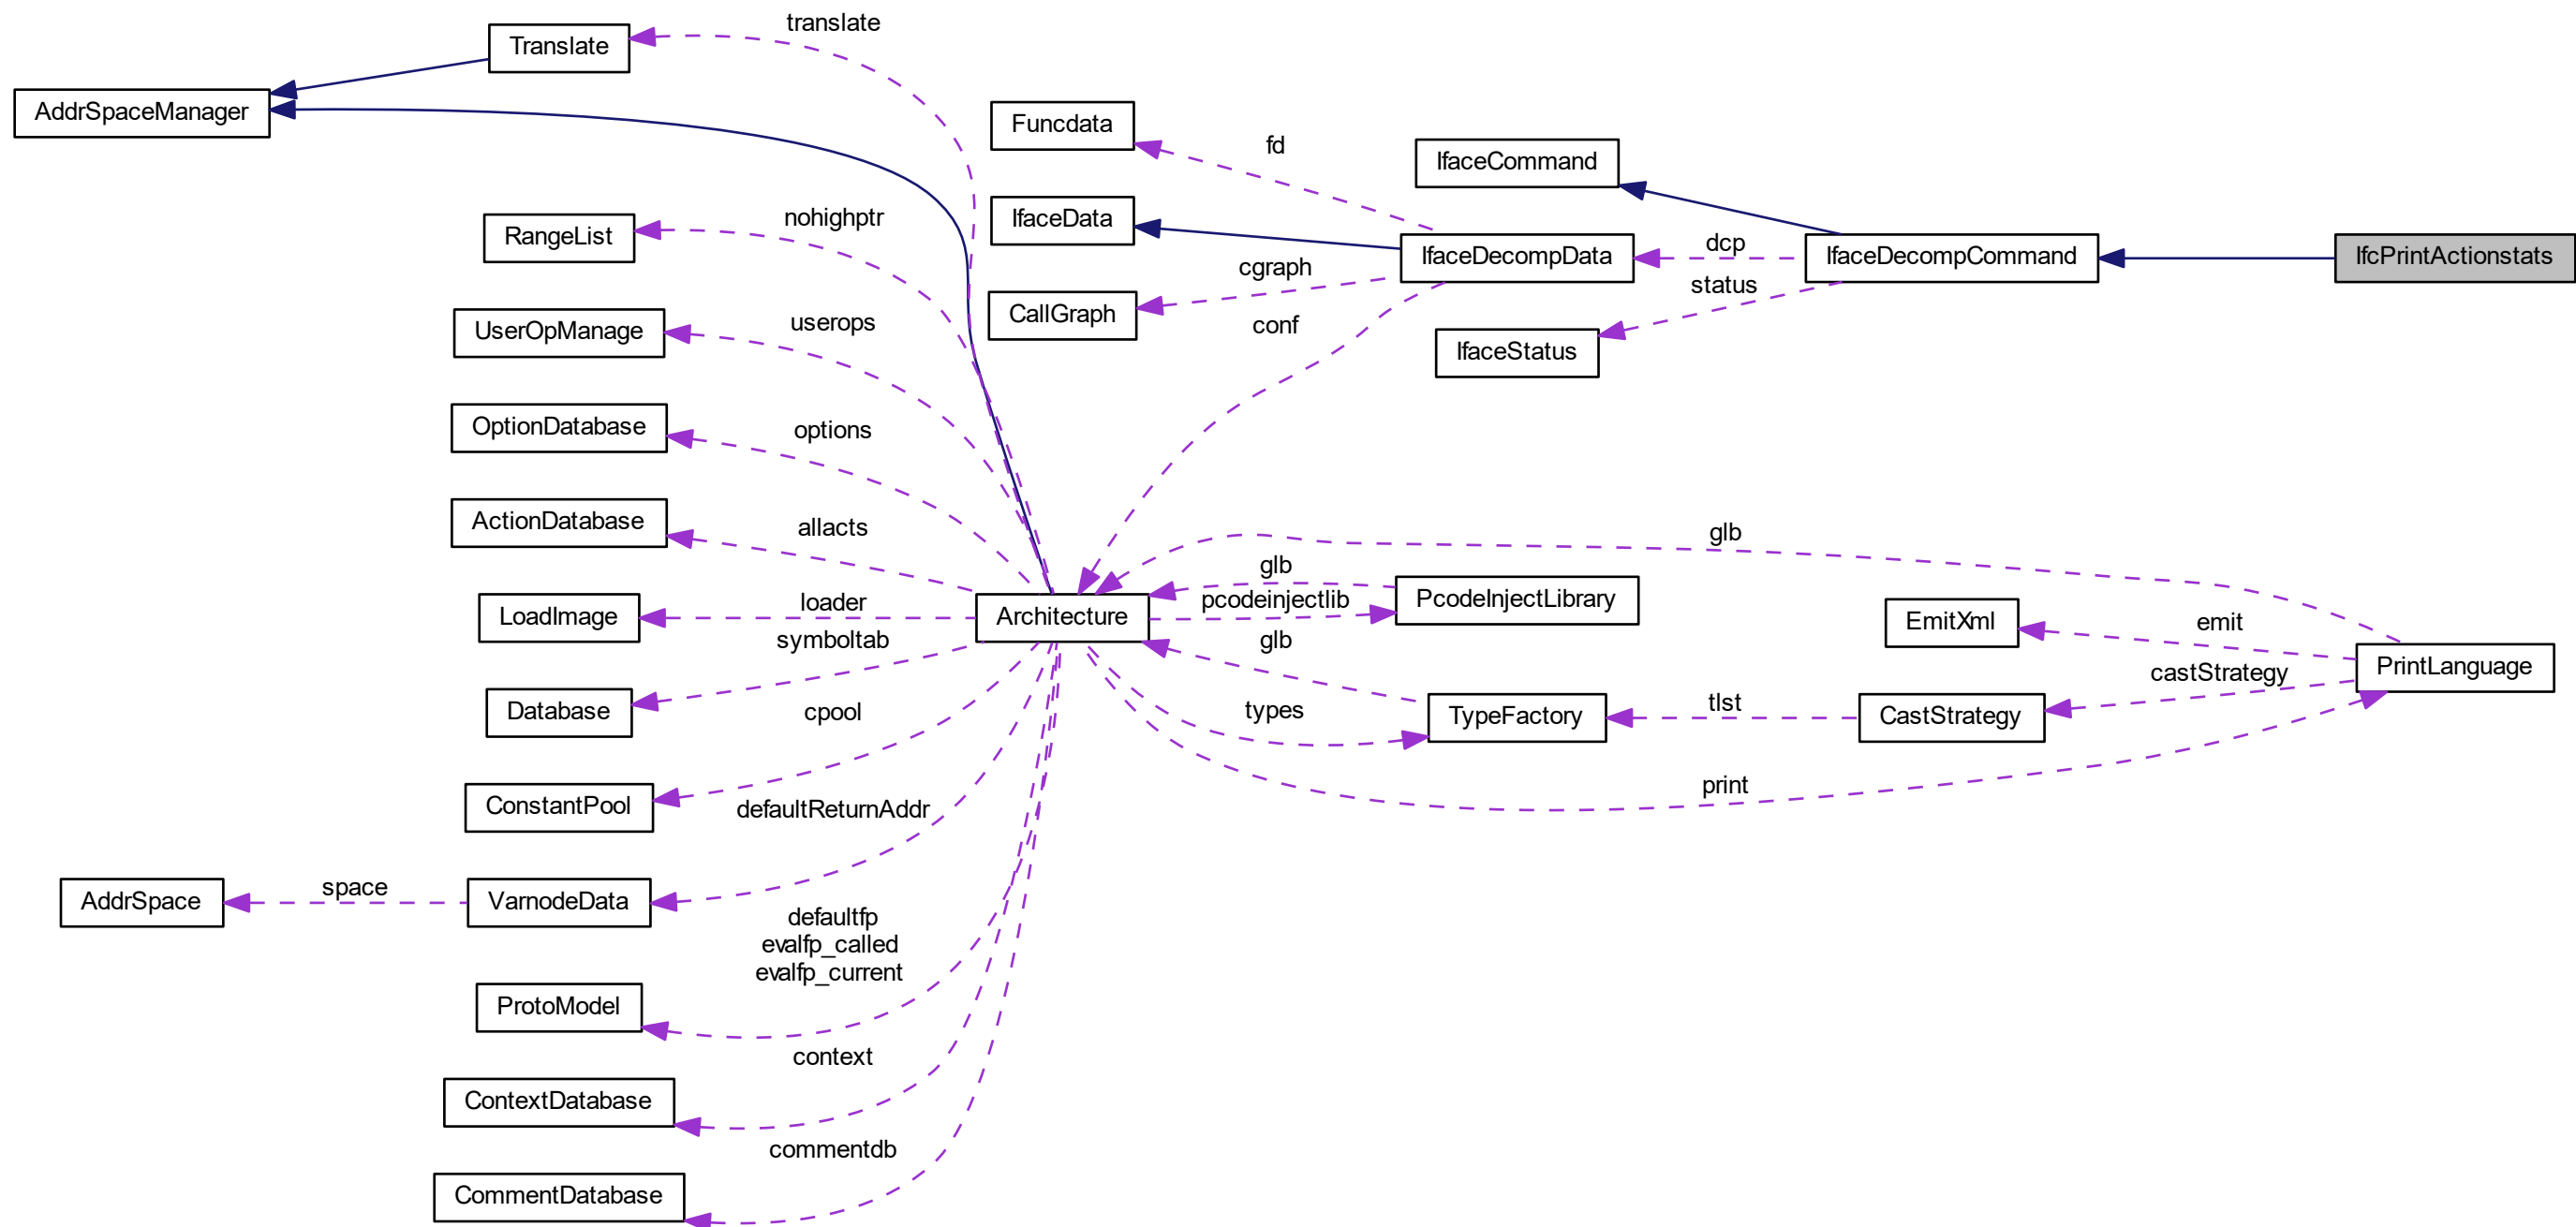 translate
Translate
AddrSpaceManager
Funcdata
fd
IfaceCommand
nohighptr
RangeList
IfaceData
IfaceDecompData
dcp
IfaceDecompCommand
IfcPrintActionstats
cgraph
status
userops
UserOpManage
CallGraph
conf
IfaceStatus
options
OptionDatabase
ActionDatabase
allacts
glb
glb
loader
LoadImage
Architecture
pcodeinjectlib
PcodeInjectLibrary
EmitXml
emit
symboltab
glb
PrintLanguage
castStrategy
Database
cpool
types
TypeFactory
tlst
CastStrategy
print
ConstantPool
defaultReturnAddr
space
AddrSpace
VarnodeData
defaultfp
evalfp_called
evalfp_current
ProtoModel
context
ContextDatabase
commentdb
CommentDatabase